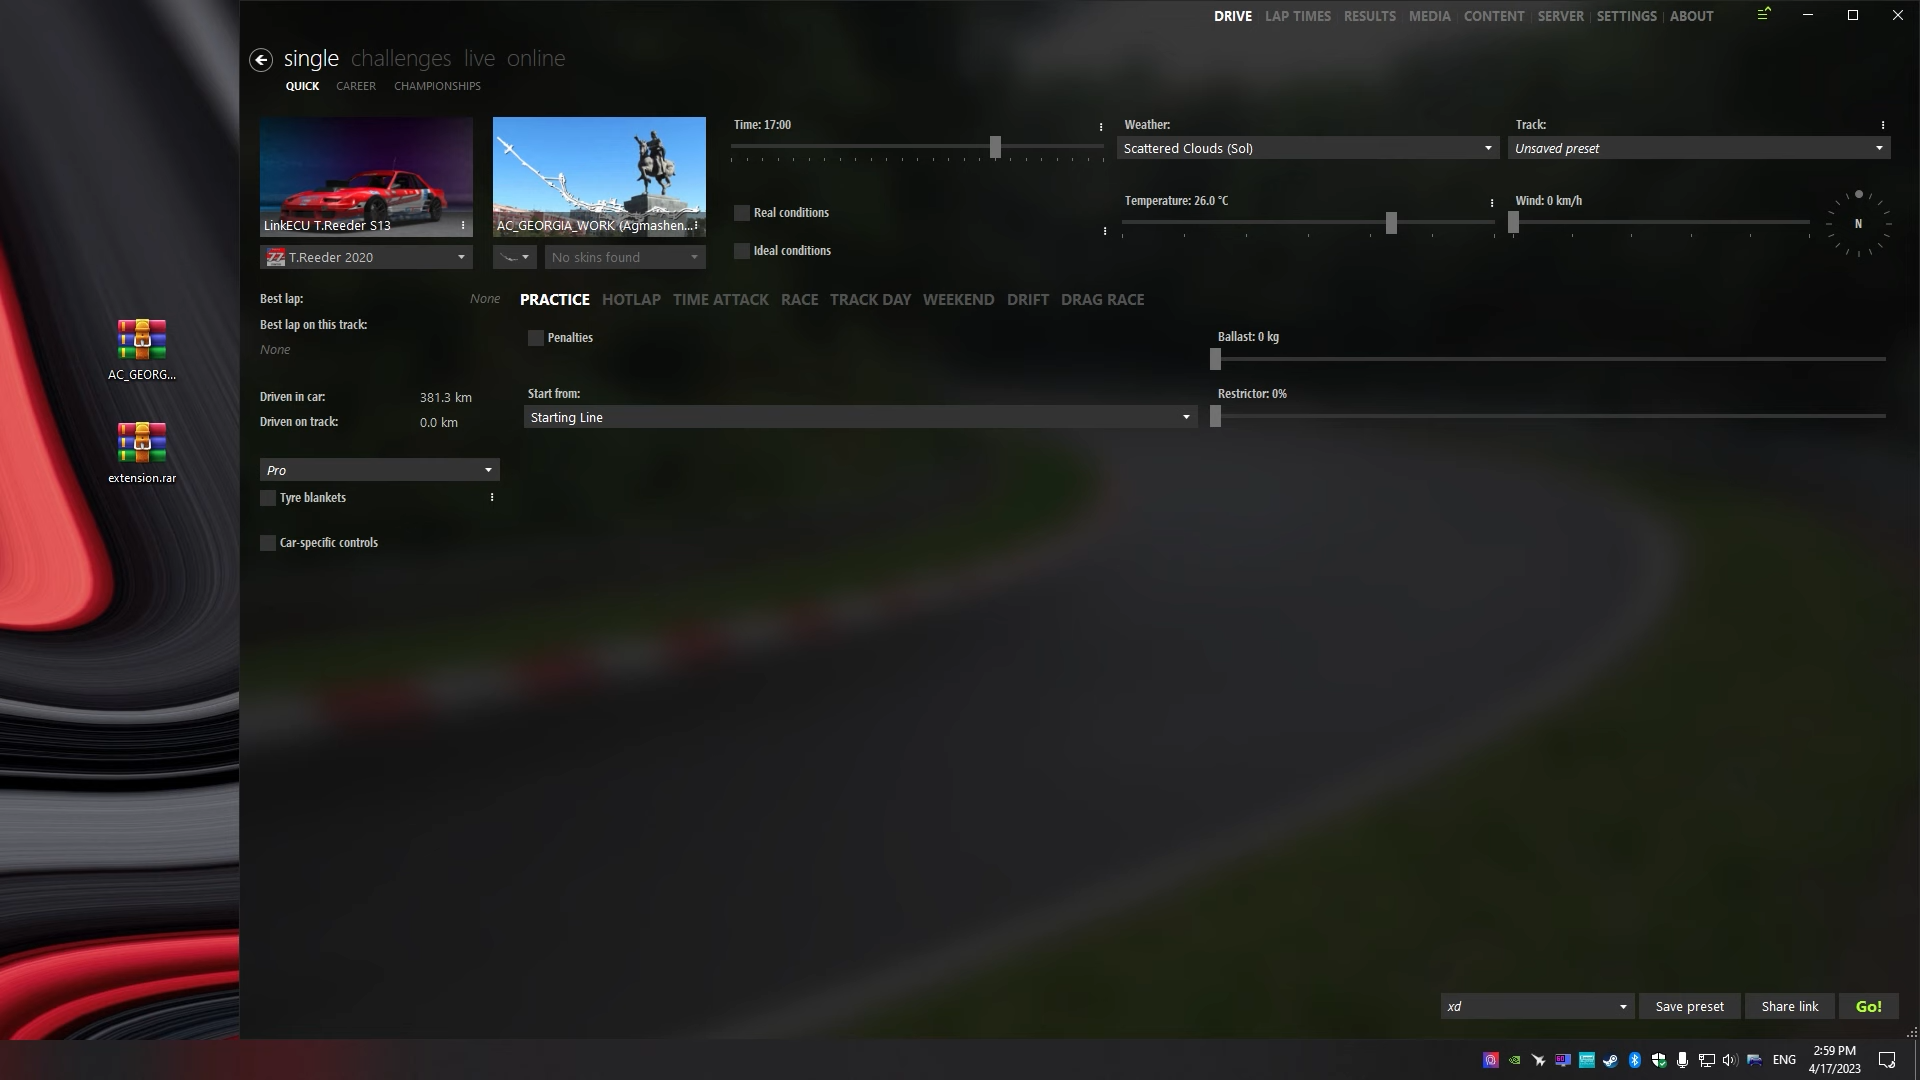 DRIVE LAP TIMES RESULTS MEDIA CONTENT SERVER SETTINGS ABOUT
single challenges live online
QUICK CAREER CHAMPIONSHIPS
LinkECU T.Reeder S13
T.Reeder 2020
AC_GEORGIA_WORK (Agmashen...
No skins found
Time: 17:00
Real conditions
Ideal conditions
Weather:
Scattered Clouds (Sol)
Temperature: 26.0 °C
Track:
Unsaved preset
Wind: 0 km/h
N
Best lap: None
Best lap on this track:
None
Driven in car: 381.3 km
Driven on track: 0.0 km
Pro
Tyre blankets
Car-specific controls
PRACTICE HOTLAP TIME ATTACK RACE TRACK DAY WEEKEND DRIFT DRAG RACE
Penalties
Start from:
Starting Line
Ballast: 0 kg
Restrictor: 0%
AC_GEORG...
extension.rar
xd
Save preset
Share link
Go!
ENG
2:59 PM
4/17/2023